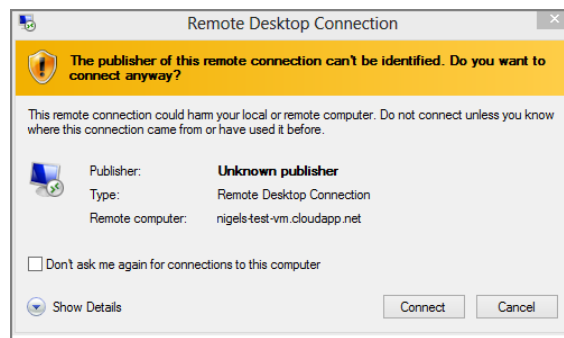 Remote Desktop Connection
The publisher of this remote connection can't be identified. Do you want to
connect anyway?
This remote connection could harm your local or remote computer. Do not connect unless you know
where this connection came from or have used it before.
Publisher: Unknown publisher
Type: Remote Desktop Connection
Remote computer: nigels-test-vm.cloudapp.net
Don't ask me again for connections to this computer
Show Details Connect Cancel